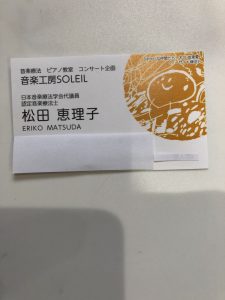 音楽療法 ピアノ教室 コンサート企画
音楽工房SOLEIL
日本音楽療法学会代議員
認定音楽療法士
松田 恵理子
ERIKO MATSUDA